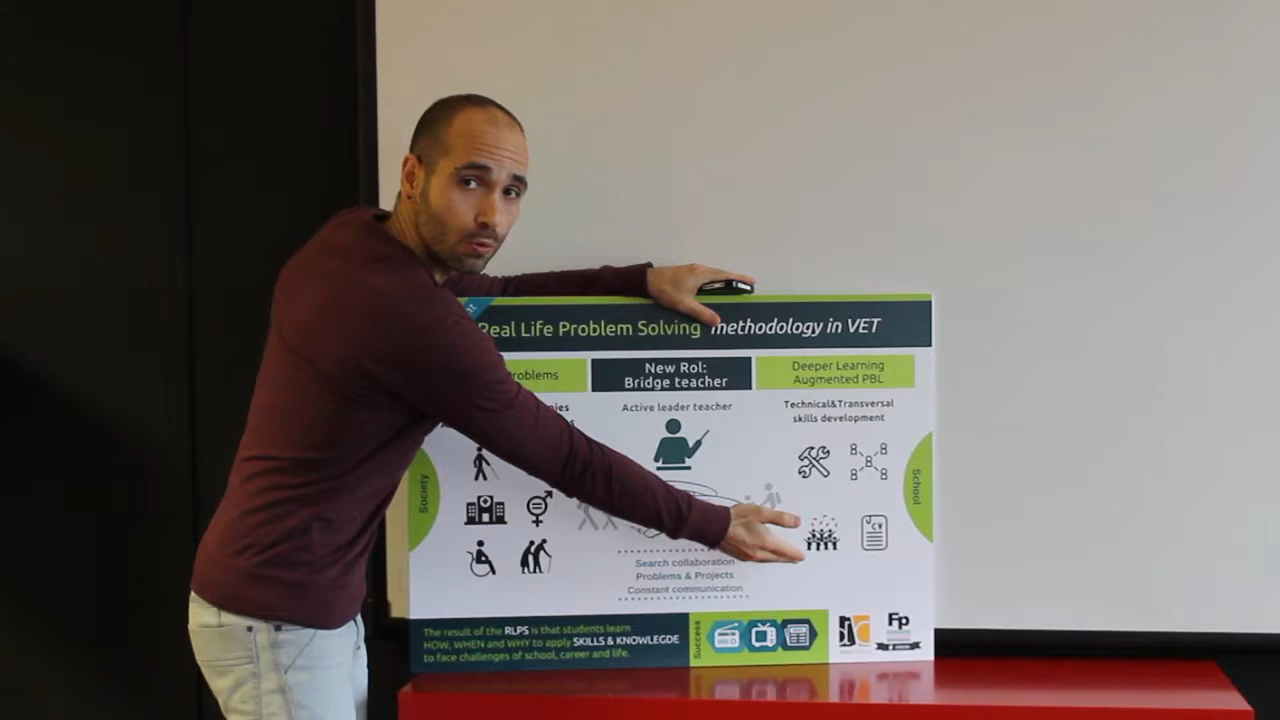 Real Life Problem Solving methodology in VET
roblems
New Rol:
Bridge teacher
Deeper Learning
Augmented PBL
Active leader teacher
Technical&Transversal
skills development
Society
School
Search collaboration
Problems & Projects
Constant communication
The result of the RLPS is that students learn
HOW, WHEN and WHY to apply SKILLS & KNOWLEGDE
to face challenges of school, career and life.
Success
Fp